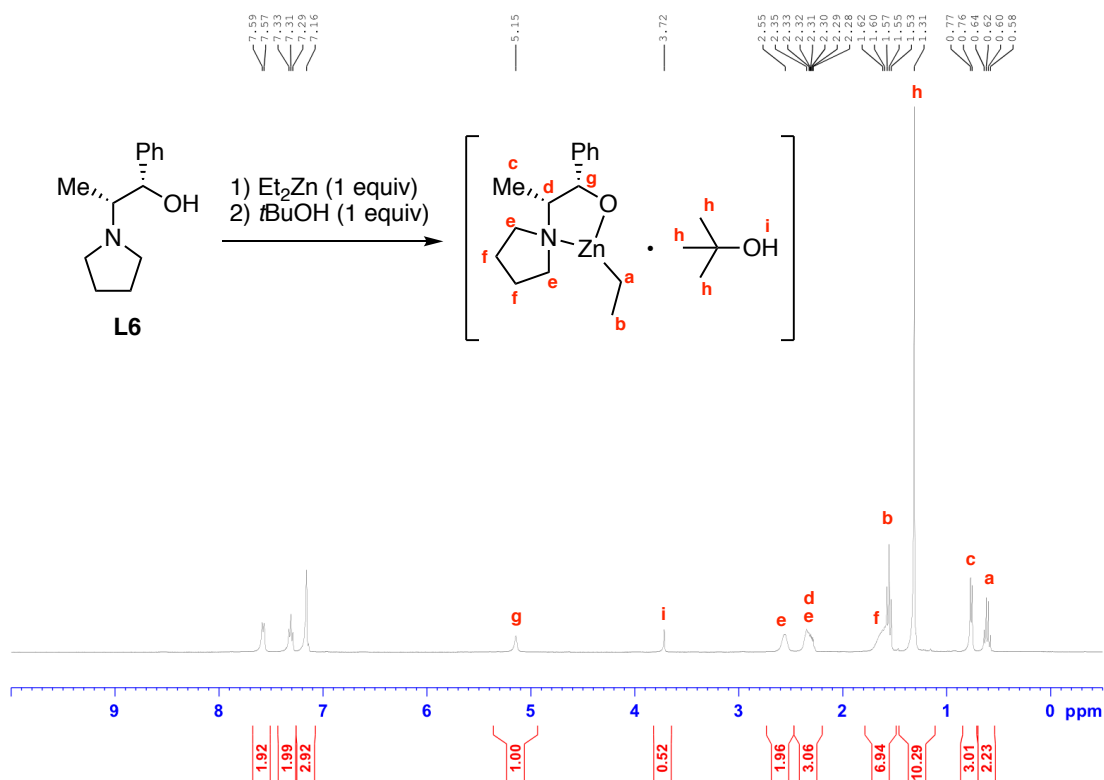 7.59 7.57 7.33 7.31 7.29 7.16 5.15 3.72 2.55 2.35 2.33 2.32 2.31 2.30 2.29 2.28 1.62 1.60 1.57 1.55 1.53 1.31 0.77 0.76 0.64 0.62 0.60 0.58
h
Ph
Me
OH
N
L6
1) Et2Zn (1 equiv)
2) tBuOH (1 equiv)
Ph
c
Me
d
g
O
e
N
Zn
f
e
f
a
b
·
h
h
OH
i
h
b
c
a
g
i
e
d
e
f
9 8 7 6 5 4 3 2 1 0 ppm
1.92 1.99 2.92 1.00 0.52 1.96 3.06 6.94 10.29 3.01 2.23